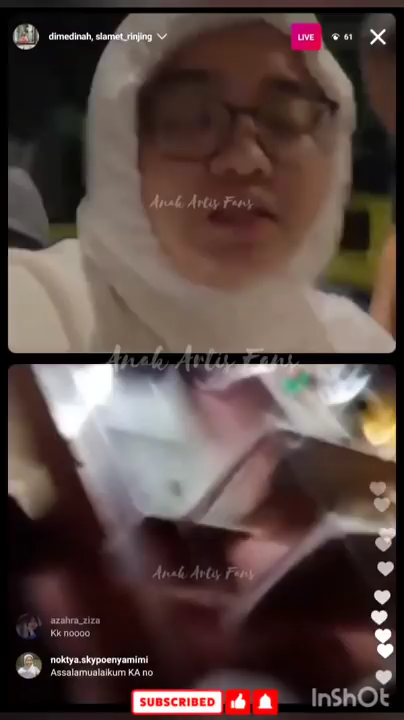 dimedinah, slamet_rinjing
LIVE
61
Anak Artis Fans
Anak Artis Fans
Anak Artis Fans
azahra_ziza
Kk noooo
noktya.skypoenyamimi
Assalamualaikum KA no
SUBSCRIBED
InShOt